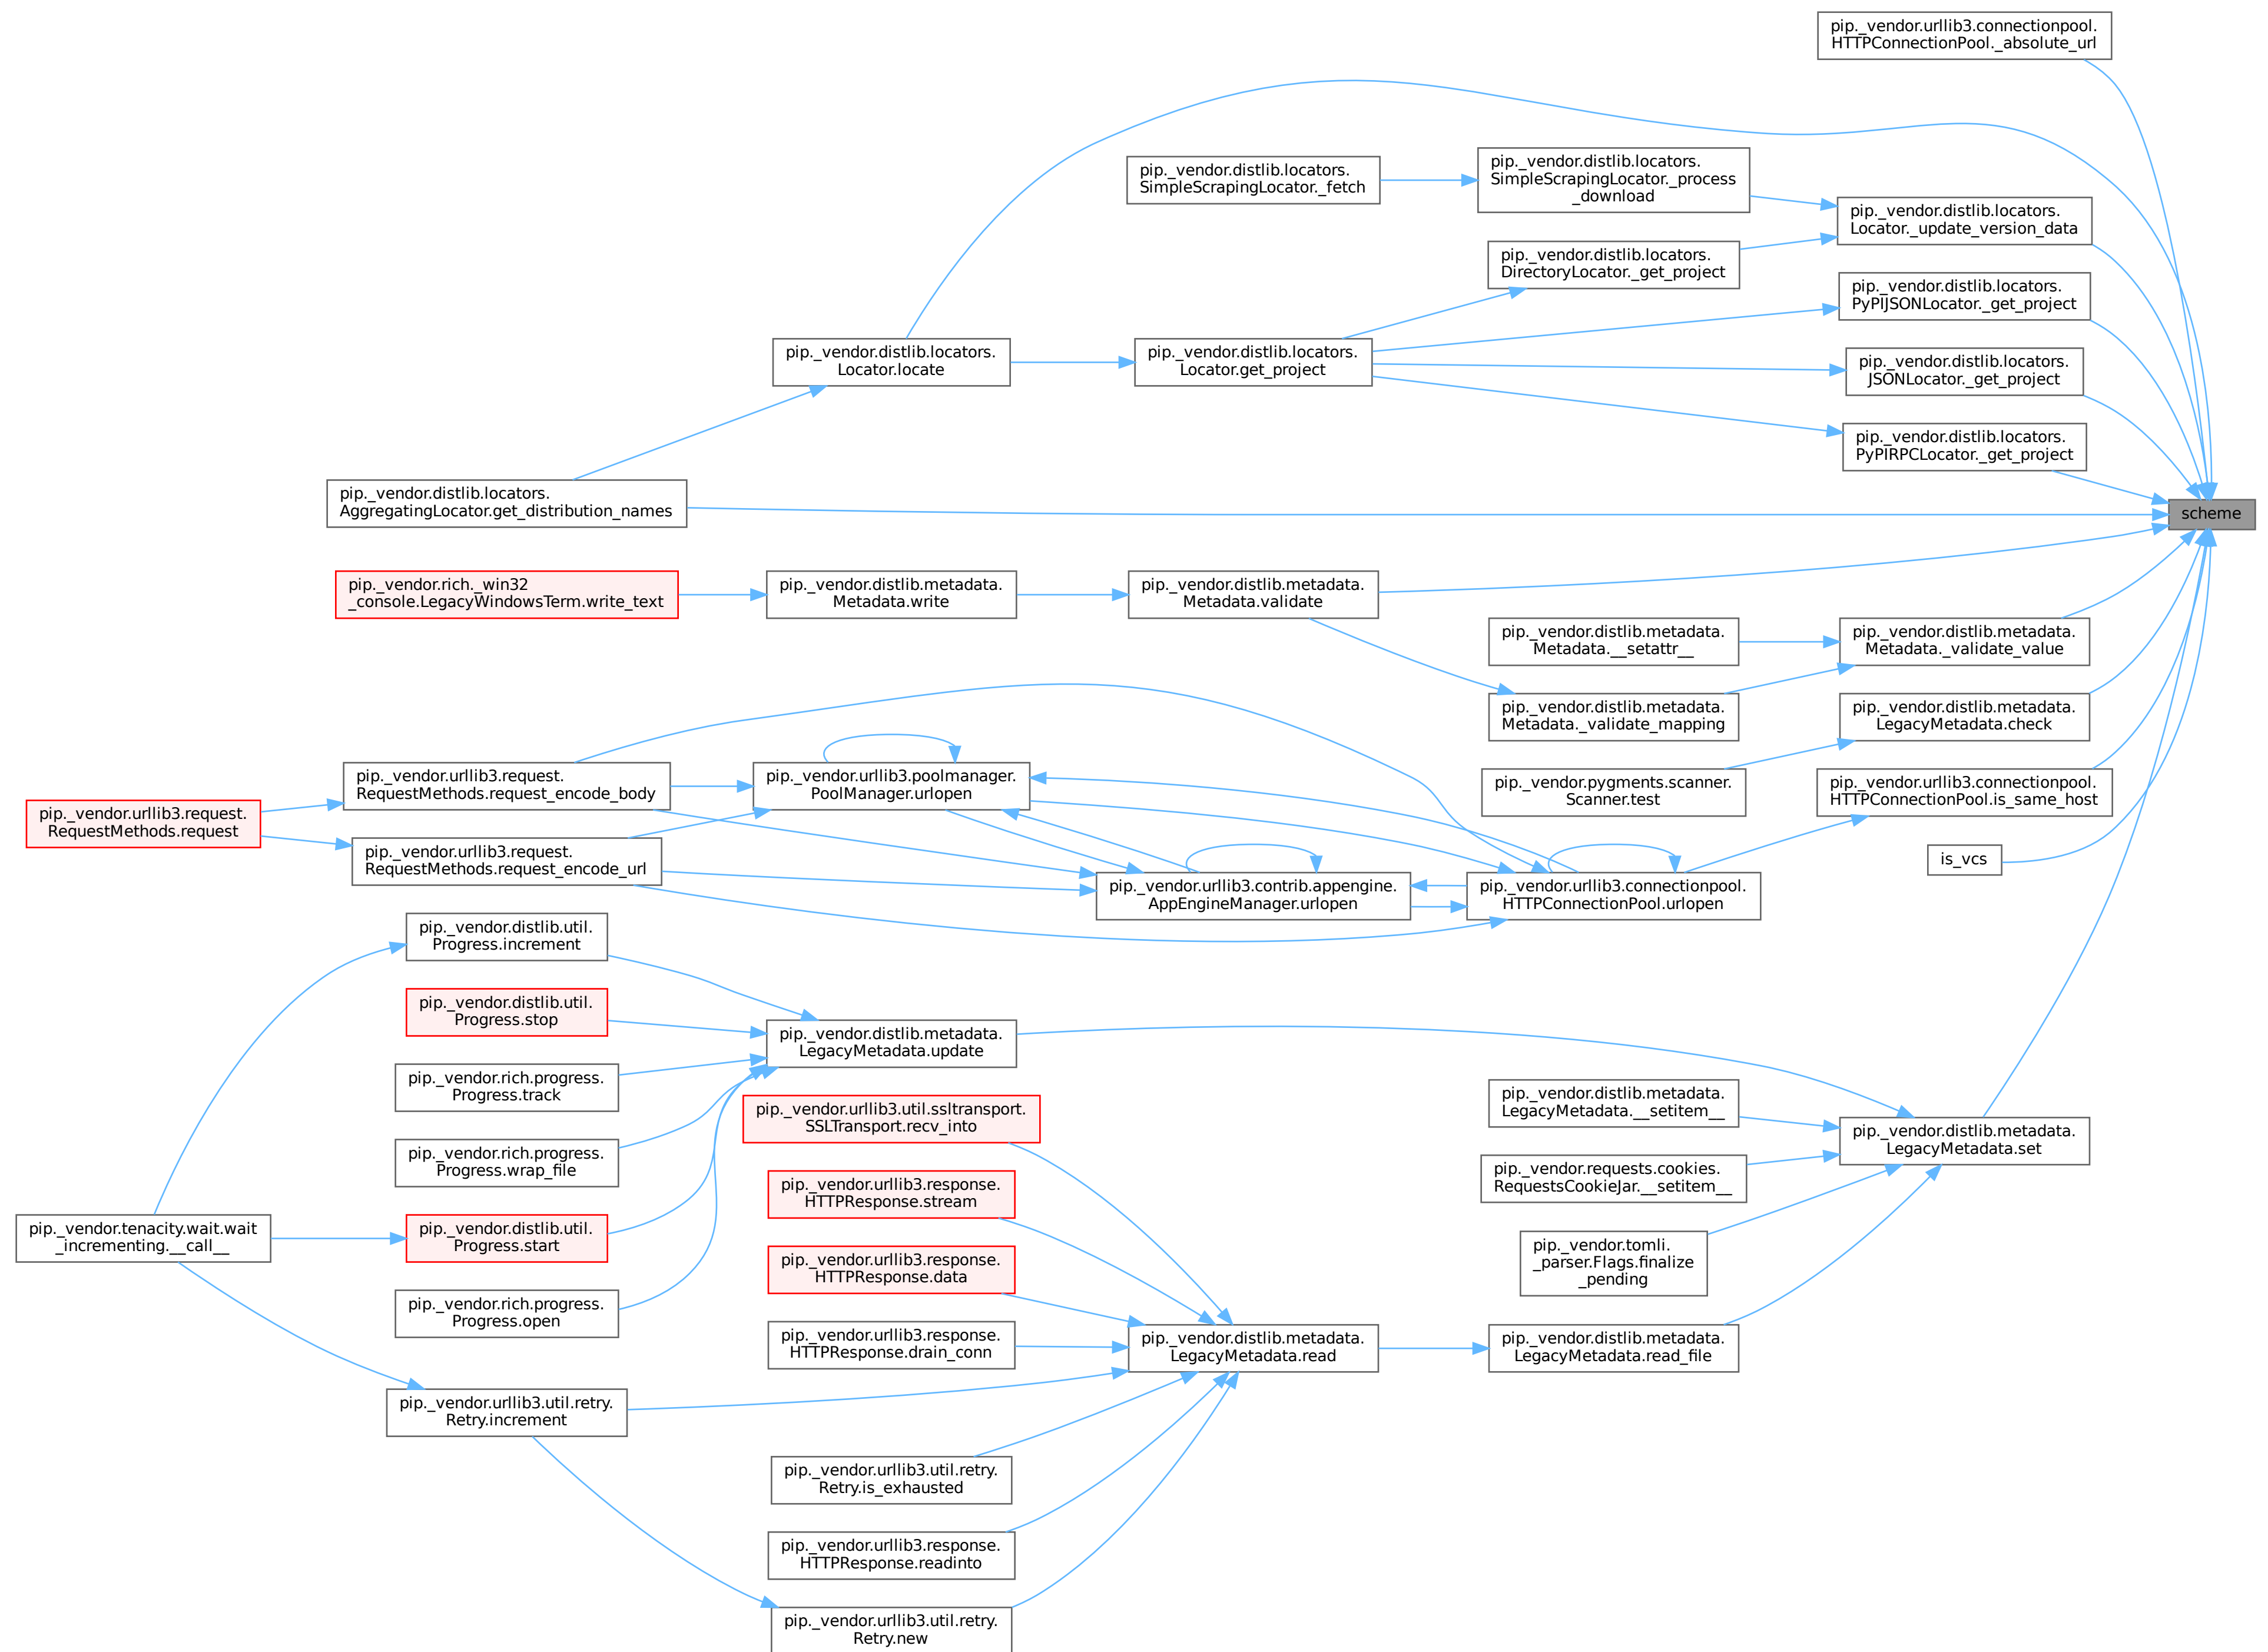 pip._vendor.urllib3.connectionpool.
HTTPConnectionPool._absolute_url
pip._vendor.distlib.locators.
SimpleScrapingLocator._fetch
pip._vendor.distlib.locators.
SimpleScrapingLocator._process
_download
pip._vendor.distlib.locators.
Locator._update_version_data
pip._vendor.distlib.locators.
DirectoryLocator._get_project
pip._vendor.distlib.locators.
PyPIJSONLocator._get_project
pip._vendor.distlib.locators.
Locator.locate
pip._vendor.distlib.locators.
Locator.get_project
pip._vendor.distlib.locators.
JSONLocator._get_project
pip._vendor.distlib.locators.
PyPIRPCLocator._get_project
pip._vendor.distlib.locators.
AggregatingLocator.get_distribution_names
scheme
pip._vendor.rich._win32
_console.LegacyWindowsTerm.write_text
pip._vendor.distlib.metadata.
Metadata.write
pip._vendor.distlib.metadata.
Metadata.validate
pip._vendor.distlib.metadata.
Metadata.__setattr__
pip._vendor.distlib.metadata.
Metadata._validate_value
pip._vendor.distlib.metadata.
Metadata._validate_mapping
pip._vendor.distlib.metadata.
LegacyMetadata.check
pip._vendor.urllib3.request.
RequestMethods.request_encode_body
pip._vendor.urllib3.poolmanager.
PoolManager.urlopen
pip._vendor.pygments.scanner.
Scanner.test
pip._vendor.urllib3.connectionpool.
HTTPConnectionPool.is_same_host
pip._vendor.urllib3.request.
RequestMethods.request
pip._vendor.urllib3.request.
RequestMethods.request_encode_url
is_vcs
pip._vendor.urllib3.contrib.appengine.
AppEngineManager.urlopen
pip._vendor.urllib3.connectionpool.
HTTPConnectionPool.urlopen
pip._vendor.distlib.util.
Progress.increment
pip._vendor.distlib.util.
Progress.stop
pip._vendor.distlib.metadata.
LegacyMetadata.update
pip._vendor.rich.progress.
Progress.track
pip._vendor.distlib.metadata.
LegacyMetadata.__setitem__
pip._vendor.urllib3.util.ssltransport.
SSLTransport.recv_into
pip._vendor.distlib.metadata.
LegacyMetadata.set
pip._vendor.rich.progress.
Progress.wrap_file
pip._vendor.requests.cookies.
RequestsCookieJar.__setitem__
pip._vendor.urllib3.response.
HTTPResponse.stream
pip._vendor.tenacity.wait.wait
_incrementing.__call__
pip._vendor.distlib.util.
Progress.start
pip._vendor.tomli.
_parser.Flags.finalize
_pending
pip._vendor.urllib3.response.
HTTPResponse.data
pip._vendor.rich.progress.
Progress.open
pip._vendor.urllib3.response.
HTTPResponse.drain_conn
pip._vendor.distlib.metadata.
LegacyMetadata.read
pip._vendor.distlib.metadata.
LegacyMetadata.read_file
pip._vendor.urllib3.util.retry.
Retry.increment
pip._vendor.urllib3.util.retry.
Retry.is_exhausted
pip._vendor.urllib3.response.
HTTPResponse.readinto
pip._vendor.urllib3.util.retry.
Retry.new